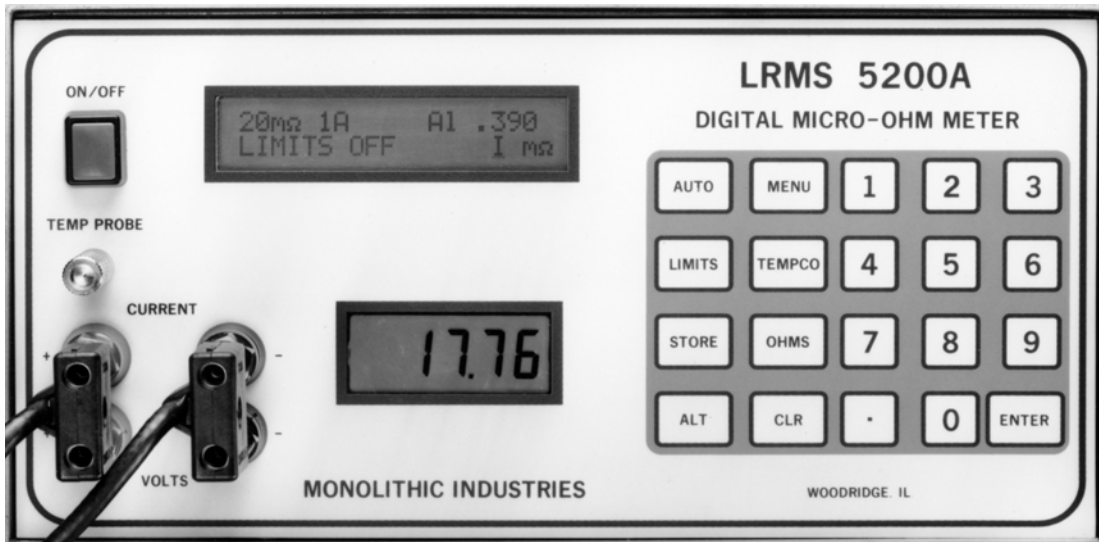 ON/OFF
20mΩ 1A Al .390
LIMITS OFF I mΩ
TEMP PROBE
CURRENT
+ -
17.76
+ -
VOLTS
MONOLITHIC INDUSTRIES
LRMS 5200A
DIGITAL MICRO-OHM METER
AUTO MENU 1 2 3
LIMITS TEMPCO 4 5 6
STORE OHMS 7 8 9
ALT CLR . 0 ENTER
WOODRIDGE. IL